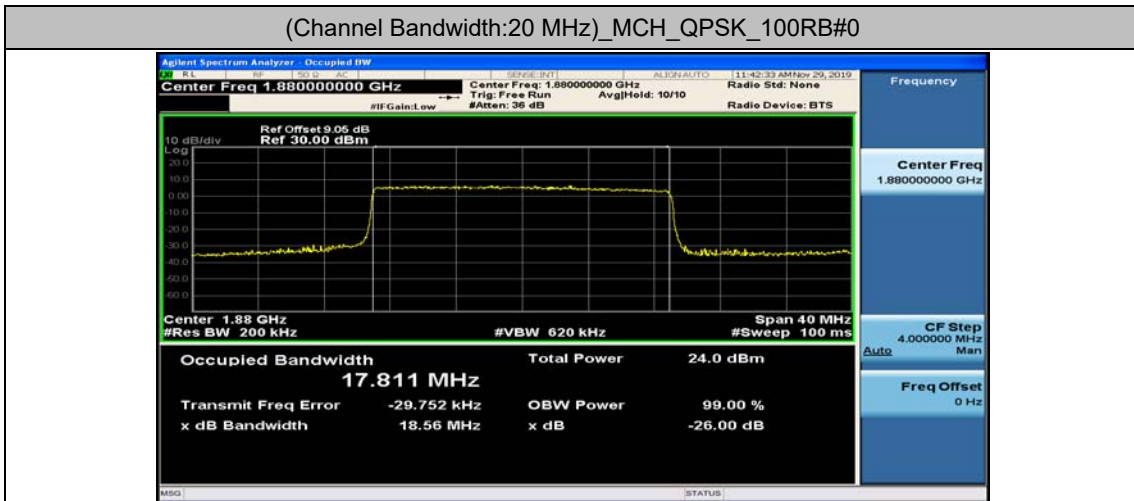 (Channel Bandwidth:20 MHz)_MCH_QPSK_100RB#0
Agilent Spectrum Analyzer - Occupied BW
LXI RL RF 50 Ω AC SENSE:INT ALIGN AUTO 11:42:33 AM Nov 29, 2019
Center Freq 1.880000000 GHz
#IFGain:Low
Center Freq: 1.880000000 GHz
Trig: Free Run Avg|Hold: 10/10
#Atten: 36 dB
Radio Std: None
Radio Device: BTS
Ref Offset 9.05 dB
10 dB/div Ref 30.00 dBm
Log
20.0
10.0
0.00
-10.0
-20.0
-30.0
-40.0
-50.0
-60.0
Center 1.88 GHz Span 40 MHz
#Res BW 200 kHz #VBW 620 kHz #Sweep 100 ms
Occupied Bandwidth Total Power 24.0 dBm
17.811 MHz
Transmit Freq Error -29.752 kHz OBW Power 99.00 %
x dB Bandwidth 18.56 MHz x dB -26.00 dB
MSG STATUS
Frequency
Center Freq
1.880000000 GHz
CF Step
4.000000 MHz
Auto Man
Freq Offset
0 Hz